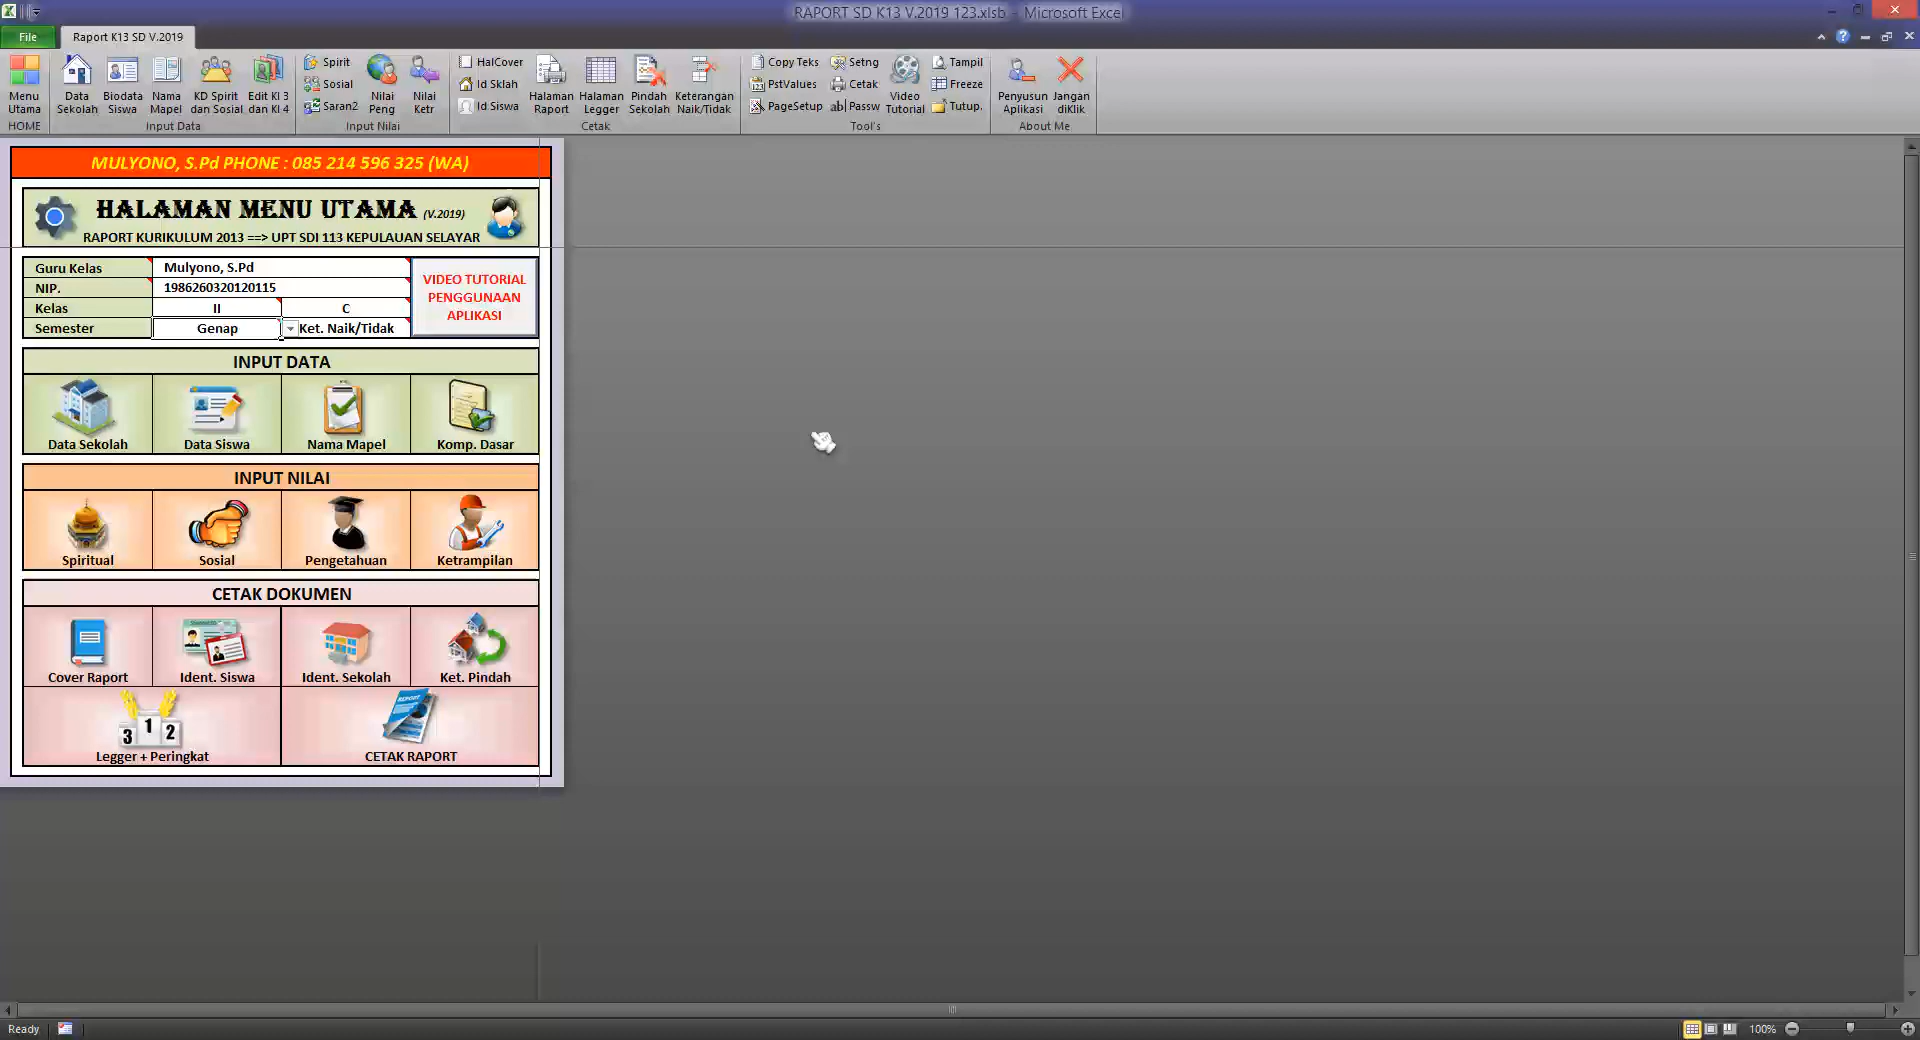 RAPORT SD K13 V.2019 123.xlsb - Microsoft Excel
File
Raport K13 SD V.2019
Menu Utama
Data Sekolah
Biodata Siswa
Nama Mapel
KD Spirit dan Sosial
Edit KI 3 dan KI 4
Spirit
Sosial
Saran2
Nilai Peng
Nilai Ketr
HalCover
Id Sklah
Id Siswa
Halaman Raport
Halaman Legger
Pindah Sekolah
Keterangan Naik/Tidak
Copy Teks
PstValues
PageSetup
Setng
Cetak
Passw
Video Tutorial
Tampil
Freeze
Tutup.
Penyusun Aplikasi
Jangan diKlik
HOME
Input Data
Input Nilai
Cetak
Tool's
About Me
MULYONO, S.Pd PHONE : 085 214 596 325 (WA)
HALAMAN MENU UTAMA (V.2019)
RAPORT KURIKULUM 2013 ==> UPT SDI 113 KEPULAUAN SELAYAR
Guru Kelas Mulyono, S.Pd
NIP. 1986260320120115
Kelas II C
Semester Genap Ket. Naik/Tidak
VIDEO TUTORIAL
PENGGUNAAN
APLIKASI
INPUT DATA
Data Sekolah Data Siswa Nama Mapel Komp. Dasar
INPUT NILAI
Spiritual Sosial Pengetahuan Ketrampilan
CETAK DOKUMEN
Cover Raport Ident. Siswa Ident. Sekolah Ket. Pindah
3 1 2
REPORT
Legger + Peringkat CETAK RAPORT
Ready
100%